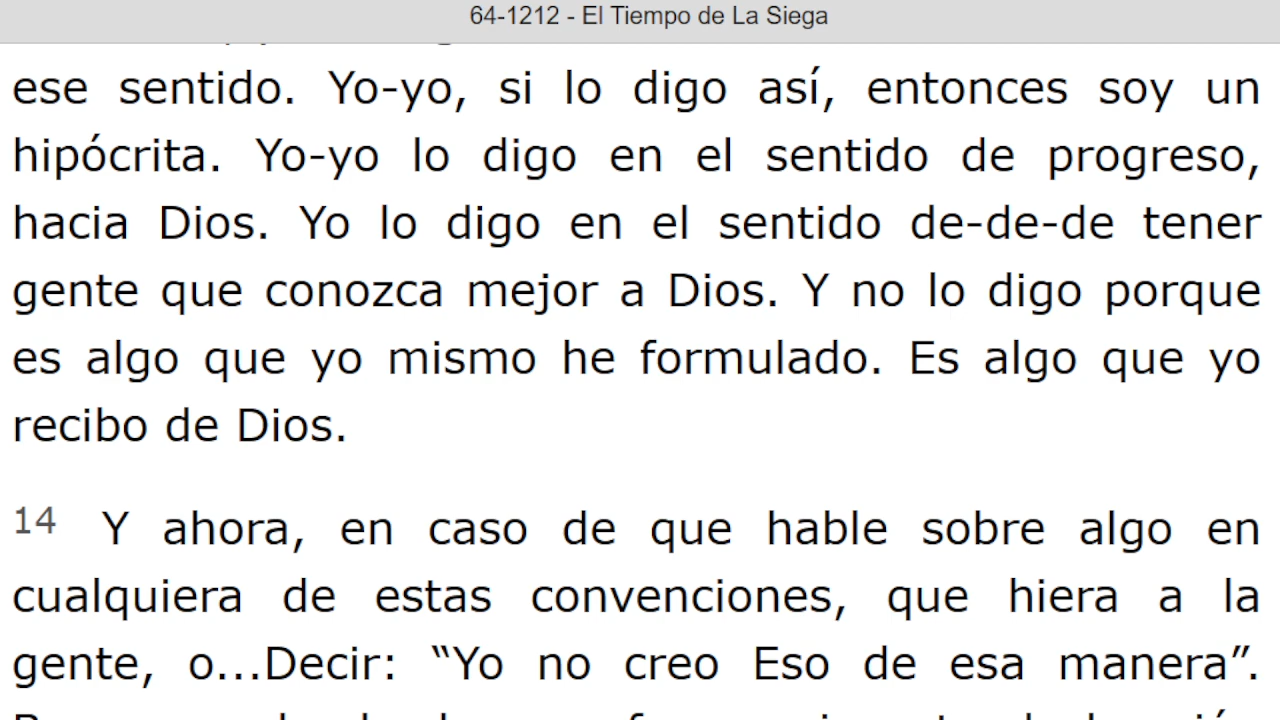 64-1212 - El Tiempo de La Siega
ese sentido. Yo-yo, si lo digo así, entonces soy un
hipócrita. Yo-yo lo digo en el sentido de progreso,
hacia Dios. Yo lo digo en el sentido de-de-de tener
gente que conozca mejor a Dios. Y no lo digo porque
es algo que yo mismo he formulado. Es algo que yo
recibo de Dios.
14 Y ahora, en caso de que hable sobre algo en
cualquiera de estas convenciones, que hiera a la
gente, o...Decir: “Yo no creo Eso de esa manera”.